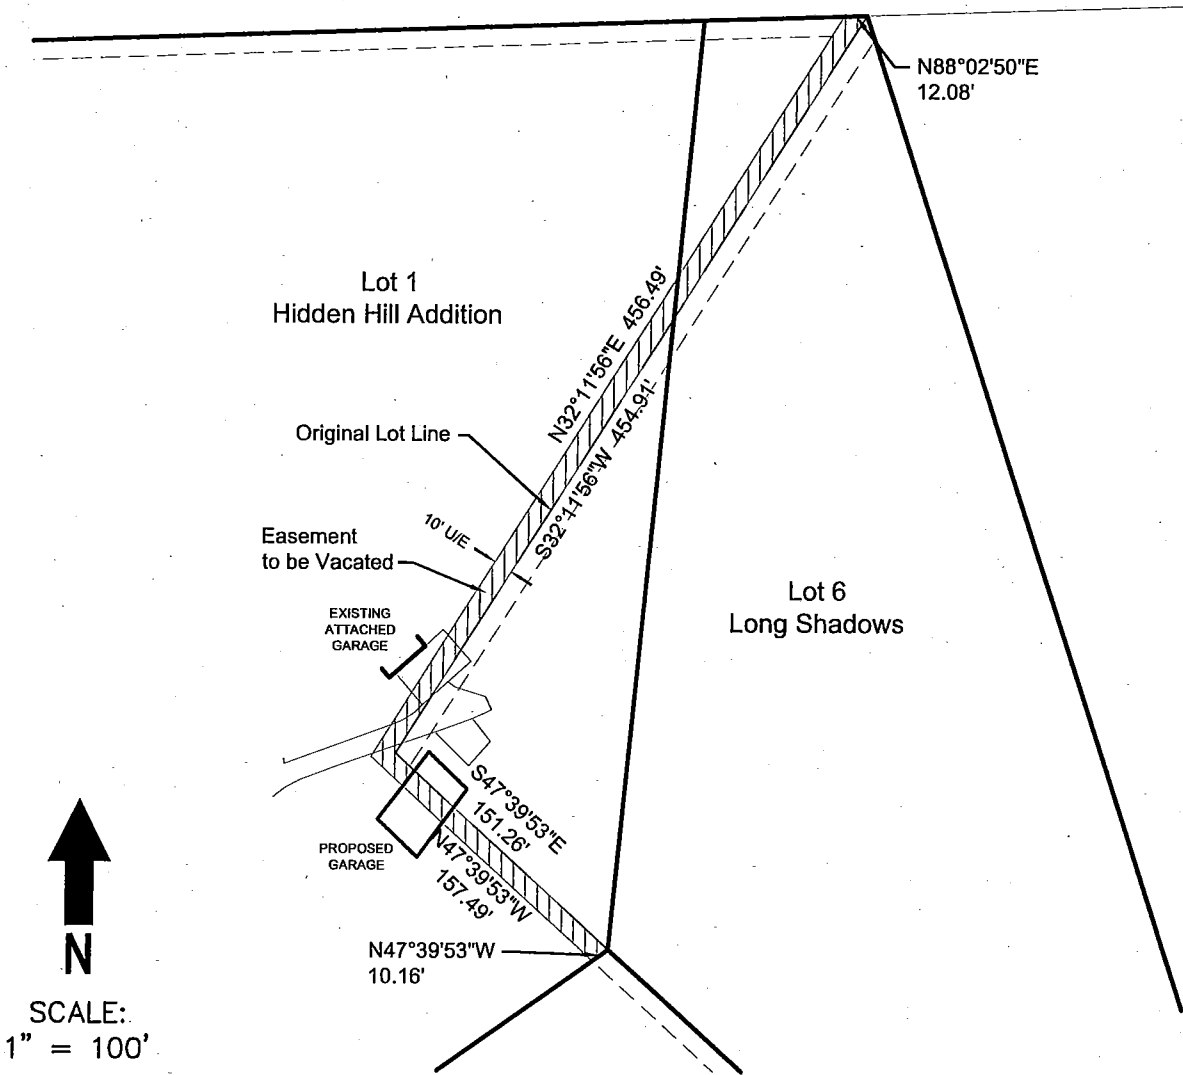 N88°02'50"E
12.08'
Lot 1
Hidden Hill Addition
N32°11'56"E 456.49'
S32°11'56"W 454.91'
Original Lot Line
10' U/E
Easement
to be Vacated
EXISTING
ATTACHED
GARAGE
Lot 6
Long Shadows
S47°39'53"E
151.26'
PROPOSED
GARAGE
N47°39'53"W
157.49'
N47°39'53"W
10.16'
N
SCALE:
1" = 100'